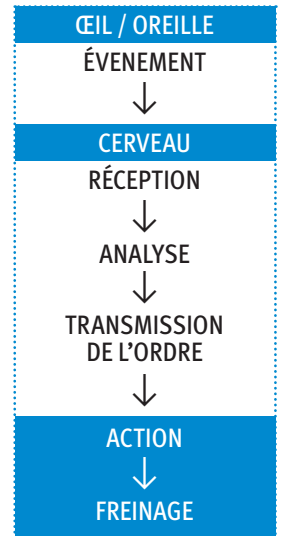 ŒIL / OREILLE
ÉVENEMENT
CERVEAU
RÉCEPTION
ANALYSE
TRANSMISSION
DE L'ORDRE
ACTION
FREINAGE